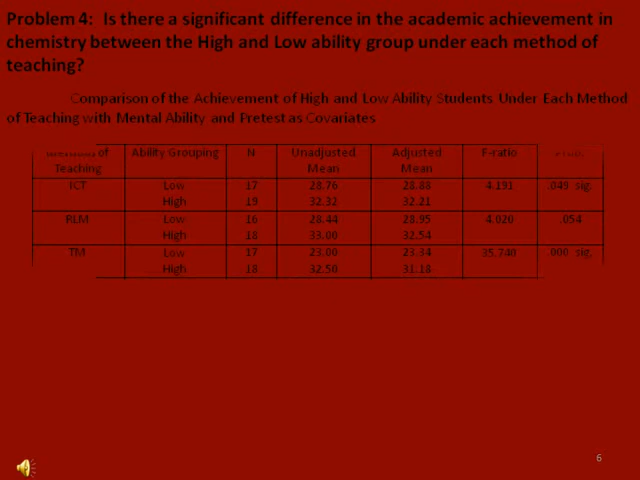 Problem 4: Is there a significant difference in the academic achievement in
chemistry between the High and Low ability group under each method of
teaching?
Comparison of the Achievement of High and Low Ability Students Under Each Method
of Teaching with Mental Ability and Pretest as Covariates
of Teaching Ability Grouping N Unadjusted Mean Adjusted Mean F-ratio
ICT Low 17 28.76 28.88 4.191 .049 sig.
High 19 32.32 32.21
RLM Low 16 28.44 28.95 4.020 .054
High 18 33.00 32.54
TM Low 17 23.00 23.34 35.740 .000 sig.
High 18 32.50 31.18
6